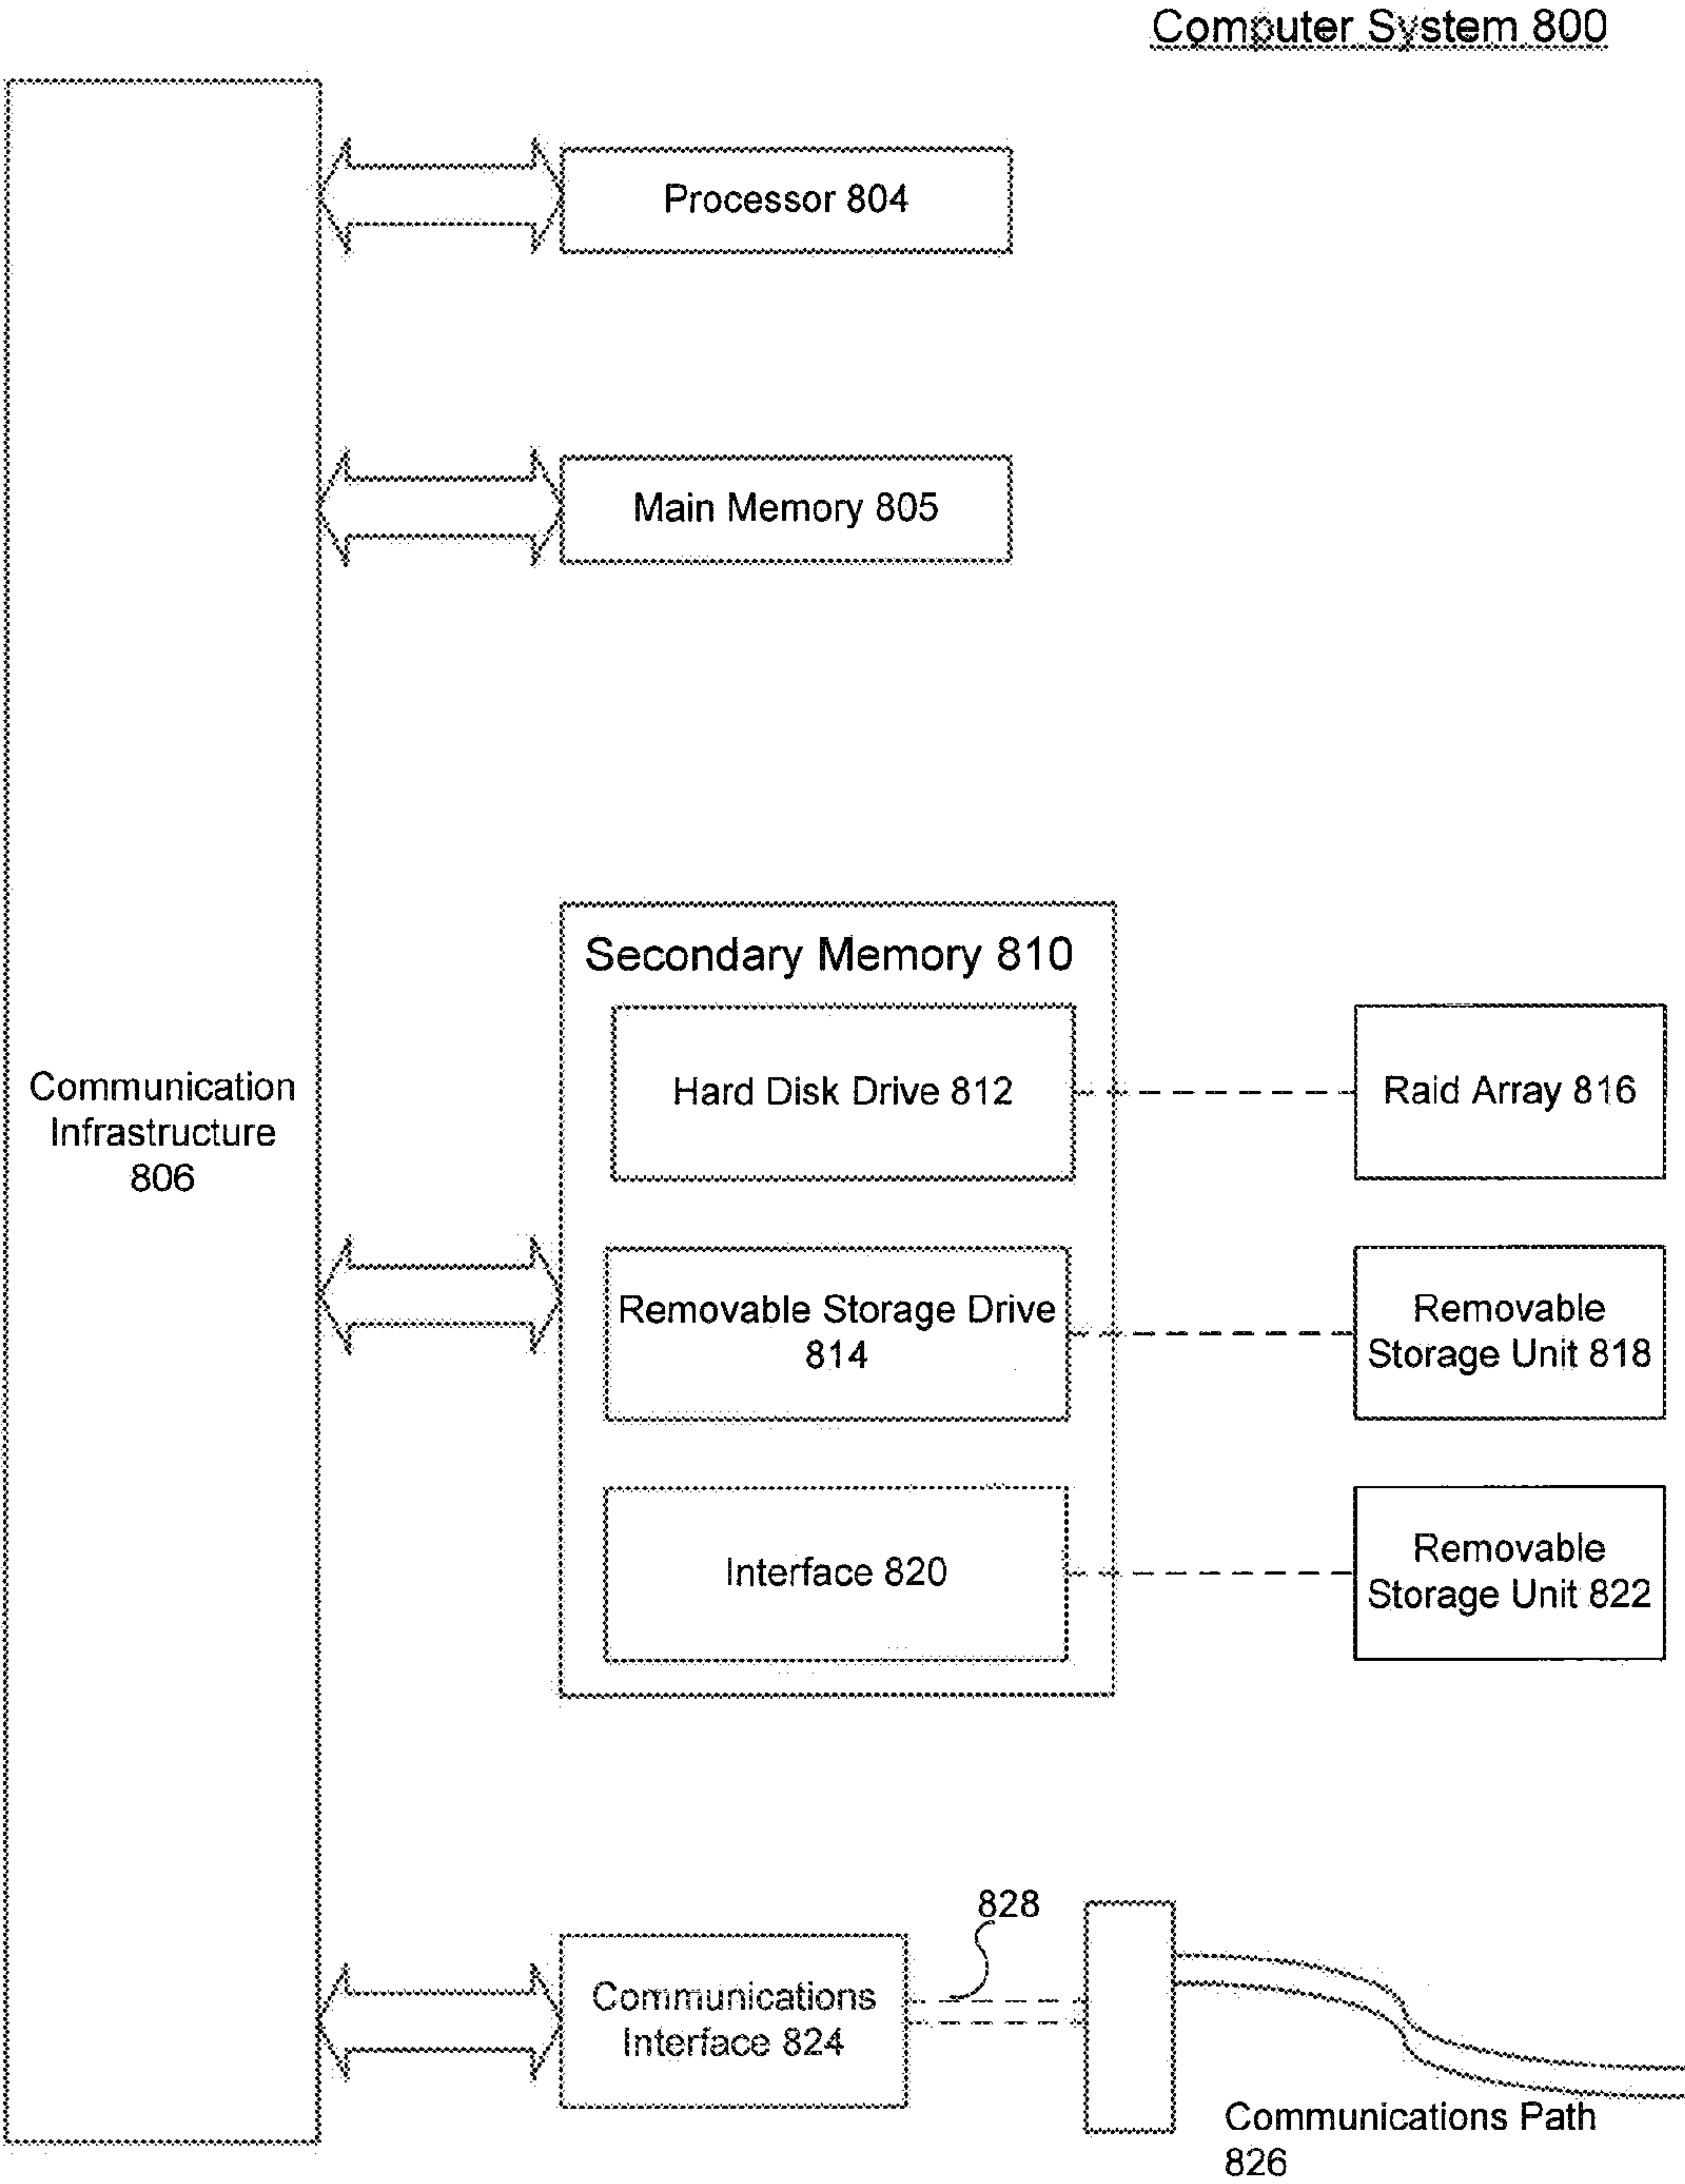 Computer System 800
Processor 804
Main Memory 805
Communication
Infrastructure
806
Secondary Memory 810
Hard Disk Drive 812
Raid Array 816
Removable Storage Drive
814
Removable
Storage Unit 818
Interface 820
Removable
Storage Unit 822
828
Communications
Interface 824
Communications Path
826